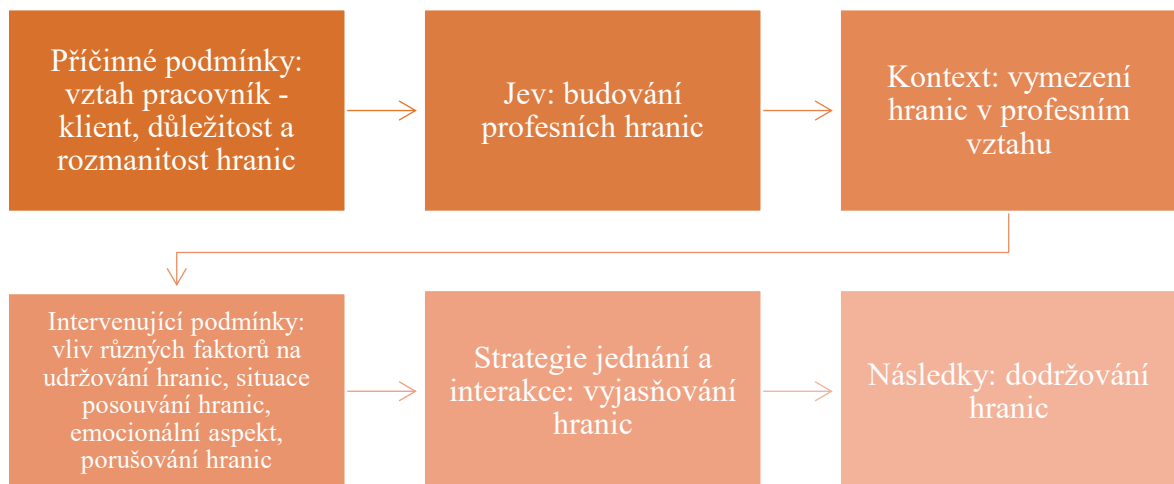 Příčinné podmínky:
vztah pracovník -
klient, důležitost a
rozmanitost hranic
Jev: budování
profesních hranic
Kontext: vymezení
hranic v profesním
vztahu
Intervenující podmínky:
vliv různých faktorů na
udržování hranic, situace
posouvání hranic,
emocionální aspekt,
porušování hranic
Strategie jednání a
interakce: vyjasňování
hranic
Následky: dodržování
hranic